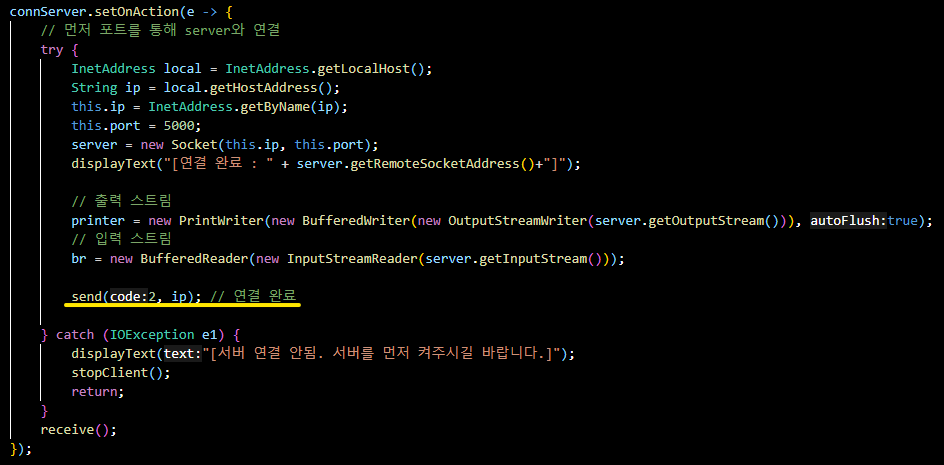 connServer.setOnAction(e -> {
// 먼저 포트를 통해 server와 연결
try {
InetAddress local = InetAddress.getLocalHost();
String ip = local.getHostAddress();
this.ip = InetAddress.getByName(ip);
this.port = 5000;
server = new Socket(this.ip, this.port);
displayText("[연결 완료 : " + server.getRemoteSocketAddress()+"]");
// 출력 스트림
printer = new PrintWriter(new BufferedWriter(new OutputStreamWriter(server.getOutputStream())), autoFlush:true);
// 입력 스트림
br = new BufferedReader(new InputStreamReader(server.getInputStream()));
send(code:2, ip); // 연결 완료
} catch (IOException e1) {
displayText(text:"[서버 연결 안됨. 서버를 먼저 켜주시길 바랍니다.]");
stopClient();
return;
}
receive();
});